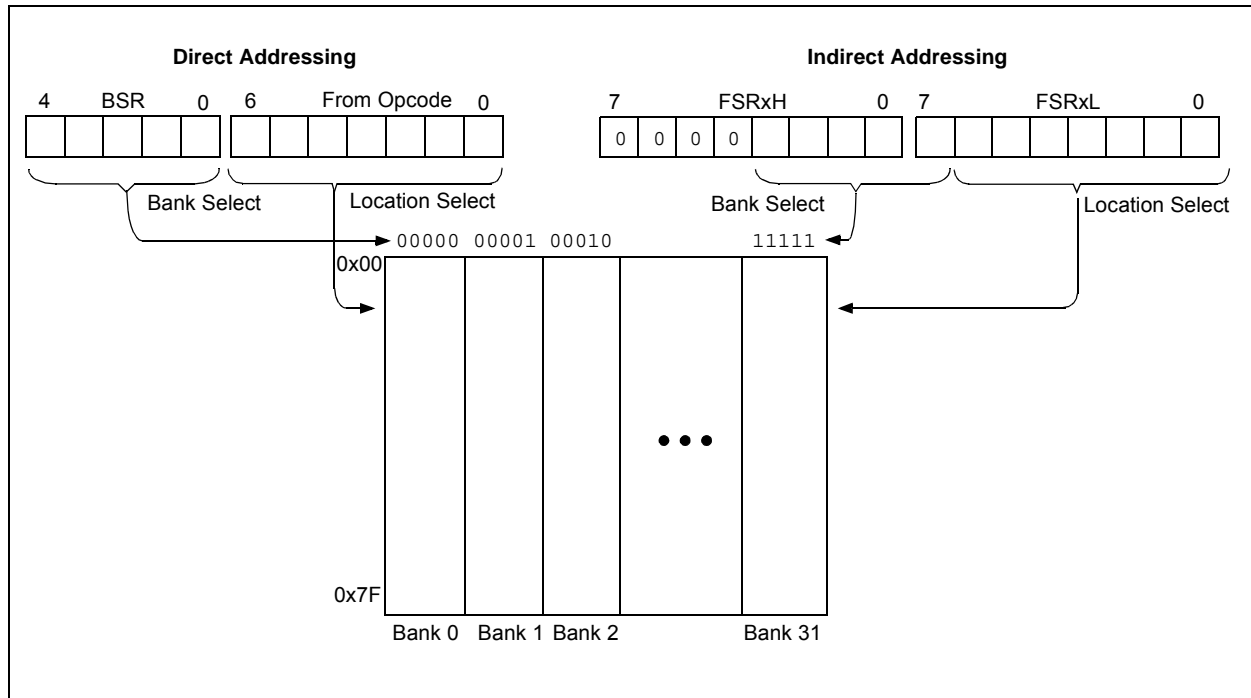 Direct Addressing Indirect Addressing
4 BSR 0 6 From Opcode 0 7 FSRxH 0 7 FSRxL 0
0 0 0 0
Bank Select Location Select Bank Select Location Select
00000 00001 00010 11111
0x00
0x7F
Bank 0 Bank 1 Bank 2 Bank 31